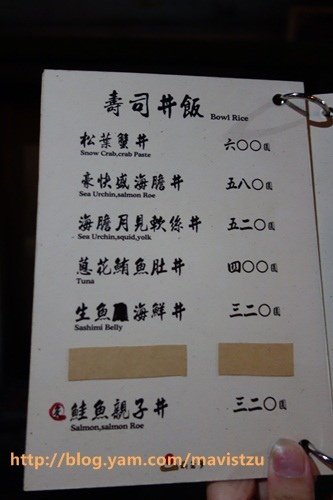 壽司丼飯 Bowl Rice
松葉蟹丼 六〇〇圓
Snow Crab,crab Paste
豪快盛海膽丼 五八〇圓
Sea Urchin,salmon Roe
海膽月見軟絲丼 五二〇圓
Sea Urchin,squid,yolk
蔥花鮪魚肚丼 四〇〇圓
Tuna
生魚海鮮丼 三二〇圓
Sashimi Belly
鮭魚親子丼 三二〇圓
Salmon,salmon Roe
http://blog.yam.com/mavistzu